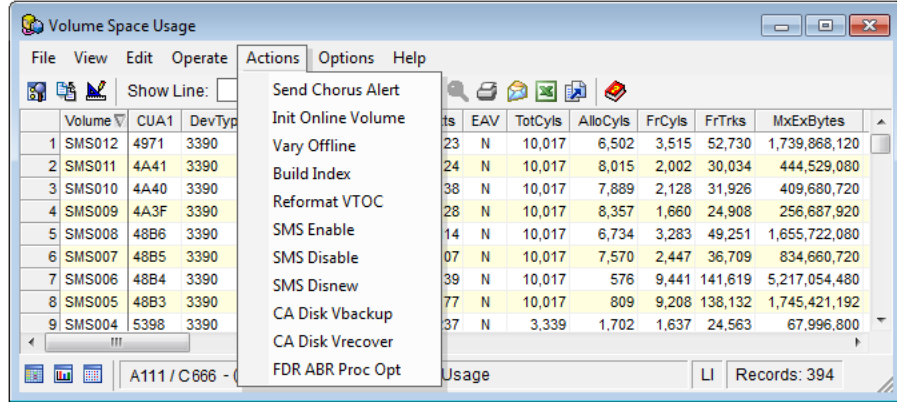 Volume Space Usage
File View Edit Operate Actions Options Help
Show Line:
Send Chorus Alert
Init Online Volume
Vary Offline
Build Index
Reformat VTOC
SMS Enable
SMS Disable
SMS Disnew
CA Disk Vbackup
CA Disk Vrecover
FDR ABR Proc Opt
Volume CUA1 DevTyp ts EAV TotCyls AlloCyls FrCyls FrTrks MxExBytes
1 SMS012 4971 3390 23 N 10,017 6,502 3,515 52,730 1,739,868,120
2 SMS011 4A41 3390 24 N 10,017 8,015 2,002 30,034 444,529,080
3 SMS010 4A40 3390 38 N 10,017 7,889 2,128 31,926 409,680,720
4 SMS009 4A3F 3390 28 N 10,017 8,357 1,660 24,908 256,687,920
5 SMS008 48B6 3390 14 N 10,017 6,734 3,283 49,251 1,655,722,080
6 SMS007 48B5 3390 07 N 10,017 7,570 2,447 36,709 834,660,720
7 SMS006 48B4 3390 39 N 10,017 576 9,441 141,619 5,217,054,480
8 SMS005 48B3 3390 77 N 10,017 809 9,208 138,132 1,745,421,192
9 SMS004 5398 3390 37 N 3,339 1,702 1,637 24,563 67,996,800
A111 / C666 - ( Usage LI Records: 394